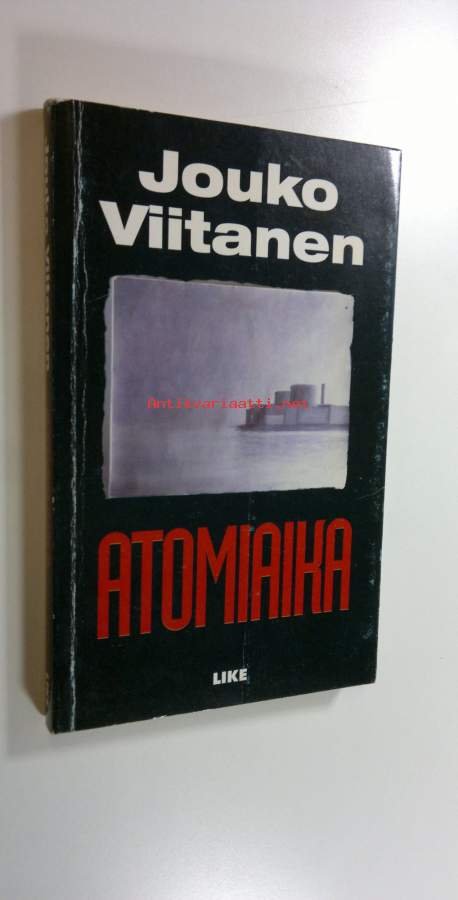 Jouko
Viitanen
Antikvariaatti.net
ATOMIAIKA
LIKE